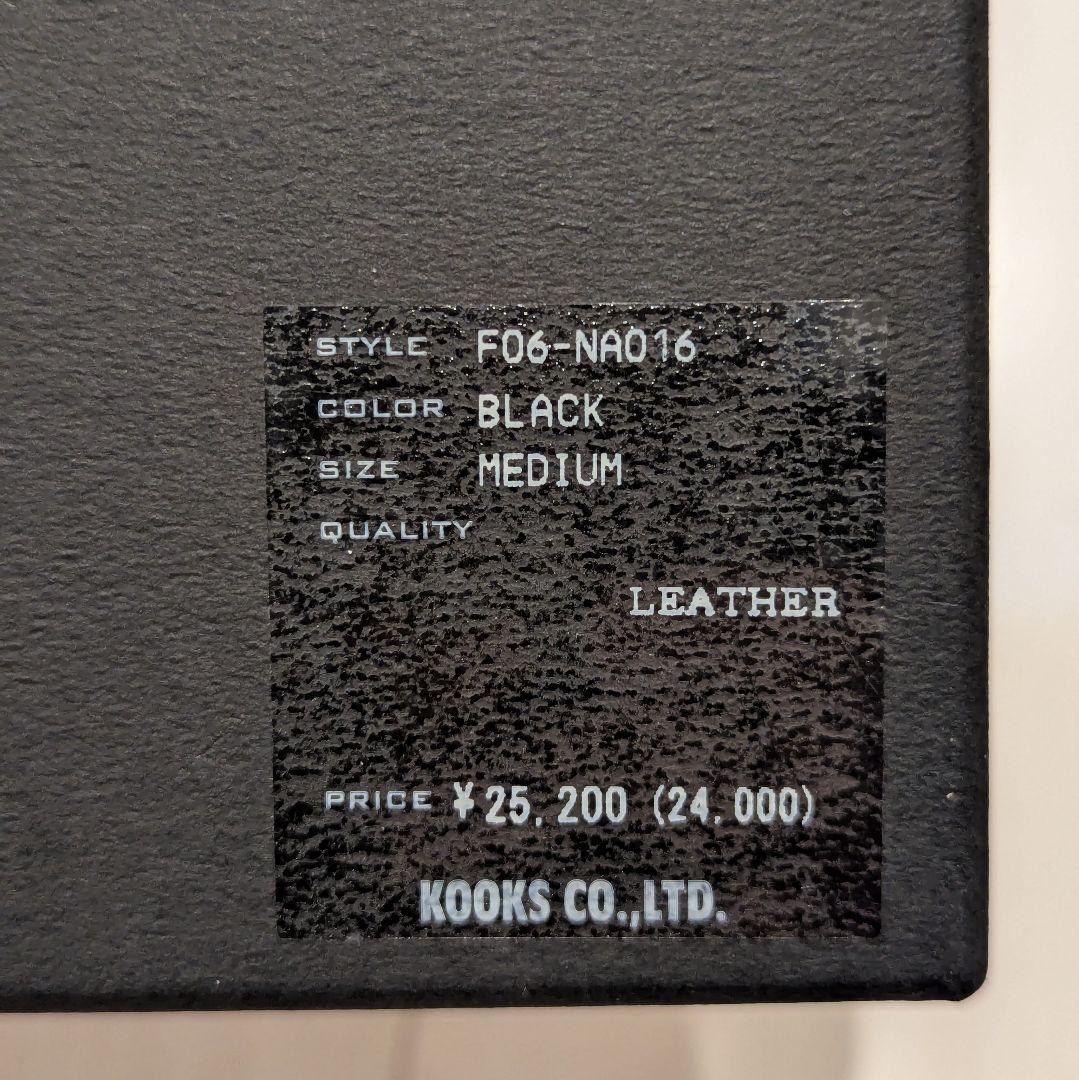 STYLE F06-NA016
COLOR BLACK
SIZE MEDIUM
QUALITY
LEATHER
PRICE ¥25,200 (24,000)
KOOKS CO.,LTD.